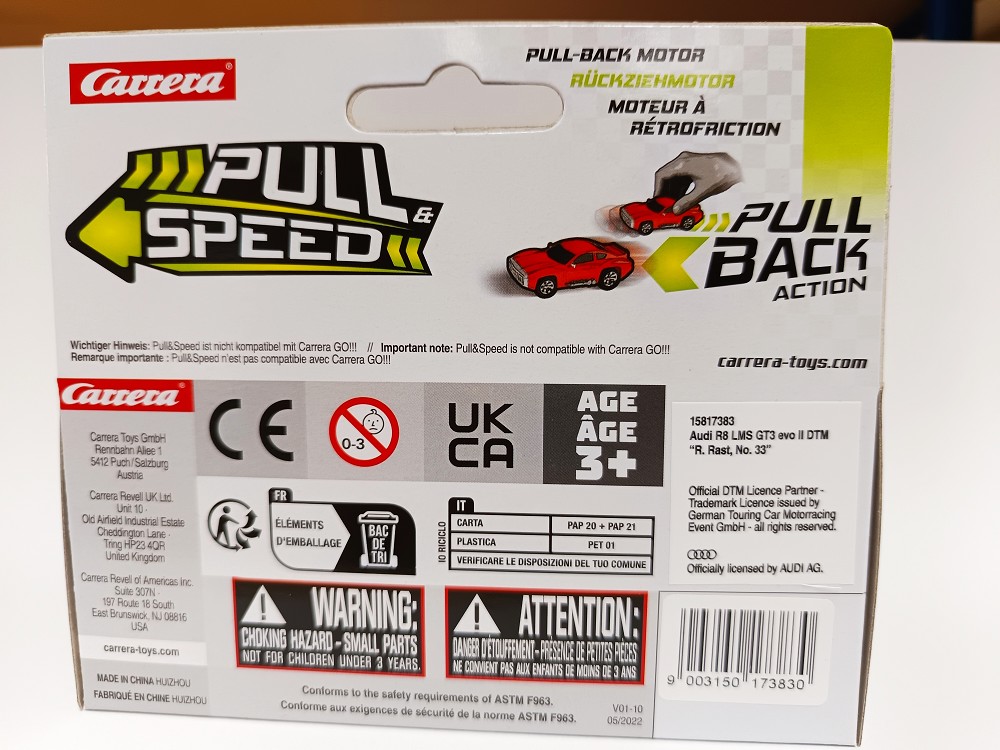 Carrera®
PULL-BACK MOTOR
RÜCKZIEHMOTOR
MOTEUR À
RÉTROFRICTION
PULL
& SPEED
PULL
BACK
ACTION
Wichtiger Hinweis: Pull&Speed ist nicht kompatibel mit Carrera GO!!! // Important note: Pull&Speed is not compatible with Carrera GO!!!
Remarque importante : Pull&Speed n'est pas compatible avec Carrera GO!!!
carrera-toys.com
Carrera®
Carrera Toys GmbH
Rennbahn Allee 1
5412 Puch/Salzburg
Austria
Carrera Revell UK Ltd.
Unit 10 ·
Old Airfield Industrial Estate
Cheddington Lane ·
Tring HP23 4QR
United Kingdom
Carrera Revell of Americas Inc.
Suite 307N ·
197 Route 18 South
East Brunswick, NJ 08816
USA
carrera-toys.com
MADE IN CHINA HUIZHOU
FABRIQUÉ EN CHINE HUIZHOU
CE
0-3
UK
CA
AGE
ÂGE
3+
FR
ÉLÉMENTS
D'EMBALLAGE
BAC
DE
TRI
IO RICICLO
IT
CARTA PAP 20 + PAP 21
PLASTICA PET 01
VERIFICARE LE DISPOSIZIONI DEL TUO COMUNE
WARNING:
CHOKING HAZARD – SMALL PARTS
NOT FOR CHILDREN UNDER 3 YEARS.
ATTENTION:
DANGER D'ÉTOUFFEMENT – PRÉSENCE DE PETITES PIÈCES
NE CONVIENT PAS AUX ENFANTS DE MOINS DE 3 ANS
Conforms to the safety requirements of ASTM F963.
Conforme aux exigences de sécurité de la norme ASTM F963.
V01-10
05/2022
15817383
Audi R8 LMS GT3 evo II DTM
"R. Rast, No. 33"
Official DTM Licence Partner -
Trademark Licence issued by
German Touring Car Motorracing
Event GmbH - all rights reserved.
Officially licensed by AUDI AG.
9 003150 173830